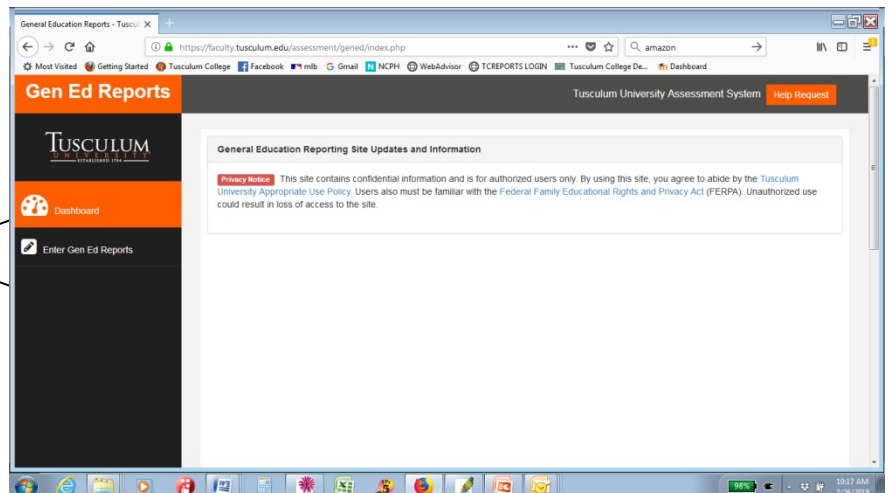 General Education Reports - Tuscul
https://faculty.tusculum.edu/assessment/gened/index.php
amazon
Most Visited Getting Started Tusculum College Facebook mlb Gmail NCPH WebAdvisor TCREPORTS LOGIN Tusculum College De... Dashboard
Gen Ed Reports
Tusculum University Assessment System Help Request
TUSCULUM
UNIVERSITY
ESTABLISHED 1794
General Education Reporting Site Updates and Information
Privacy Notice This site contains confidential information and is for authorized users only. By using this site, you agree to abide by the Tusculum
University Appropriate Use Policy. Users also must be familiar with the Federal Family Educational Rights and Privacy Act (FERPA). Unauthorized use
could result in loss of access to the site.
Dashboard
Enter Gen Ed Reports
98%
10:17 AM